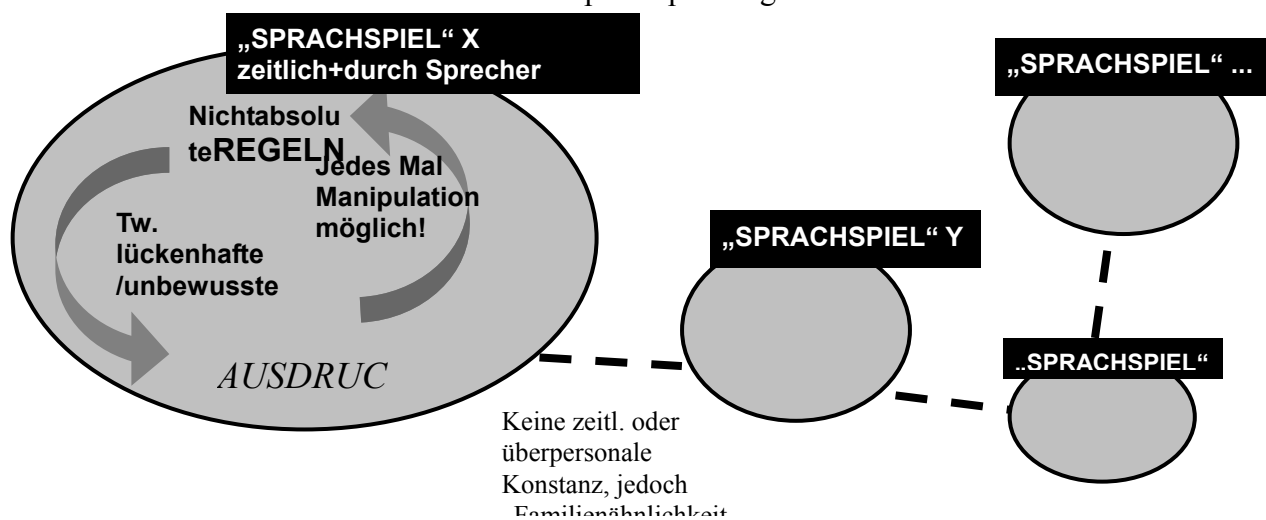 „SPRACHSPIEL“ X
zeitlich+durch Sprecher
Nichtabsolu
teREGELN
Jedes Mal
Manipulation
möglich!
Tw.
lückenhafte
/unbewusste
AUSDRUC
„SPRACHSPIEL“ Y
„SPRACHSPIEL“ ...
„SPRACHSPIEL“
Keine zeitl. oder
überpersonale
Konstanz, jedoch
Familienähnlichkeit